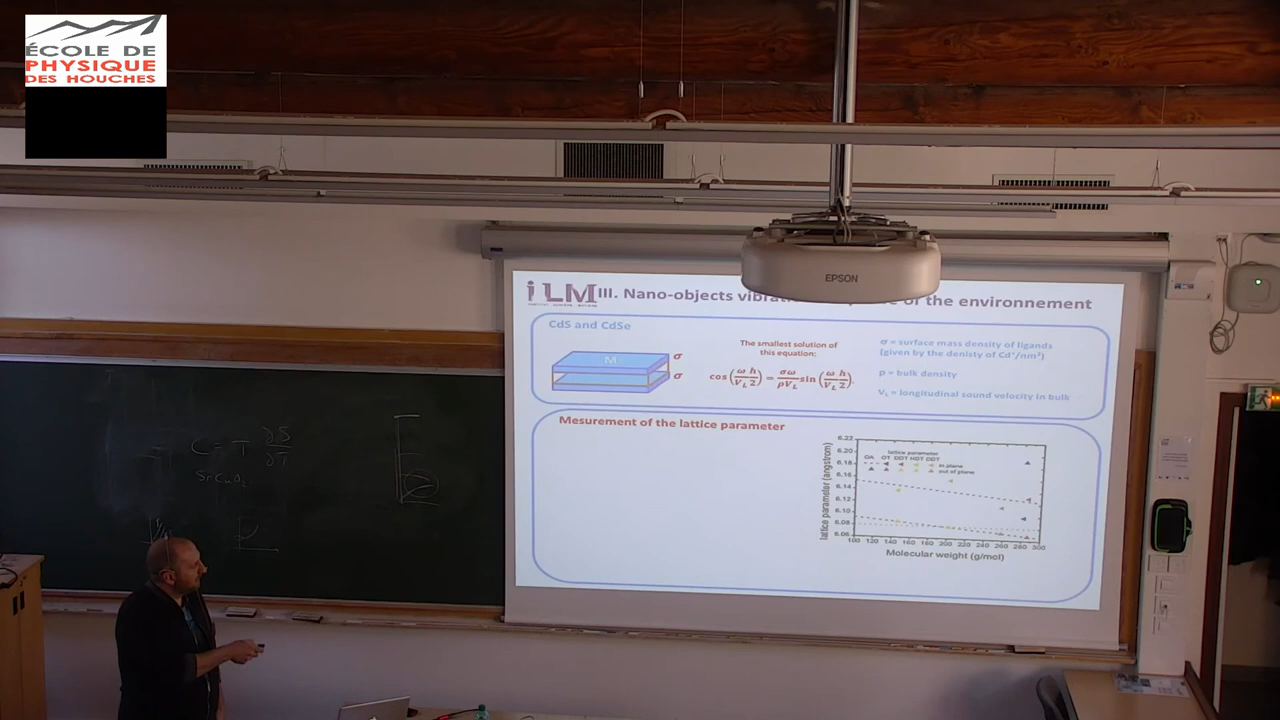 ÉCOLE DE
PHYSIQUE
DES HOUCHES
EPSON
iLM
III. Nano-objects of the environnement
CdS and CdSe
M
σ
σ
The smallest solution of
this equation:
cos(ω/V_L h/2) = σω/ρV_L sin(ω/V_L h/2).
σ = surface mass density of ligands
(given by the denisty of Cd⁺/nm²)
ρ = bulk density
V_L = longitudinal sound velocity in bulk
Mesurement of the lattice parameter
lattice parameter (angstrom)
6.22
6.20
6.18
6.16
6.14
6.12
6.10
6.08
6.06
lattice parameter
OA OT DDT HDT DDT
in plane
out of plane
100 120 140 160 180 200 220 240 260 280 300
Molecular weight (g/mol)
C = T ∂S/∂T
SrCuO₂